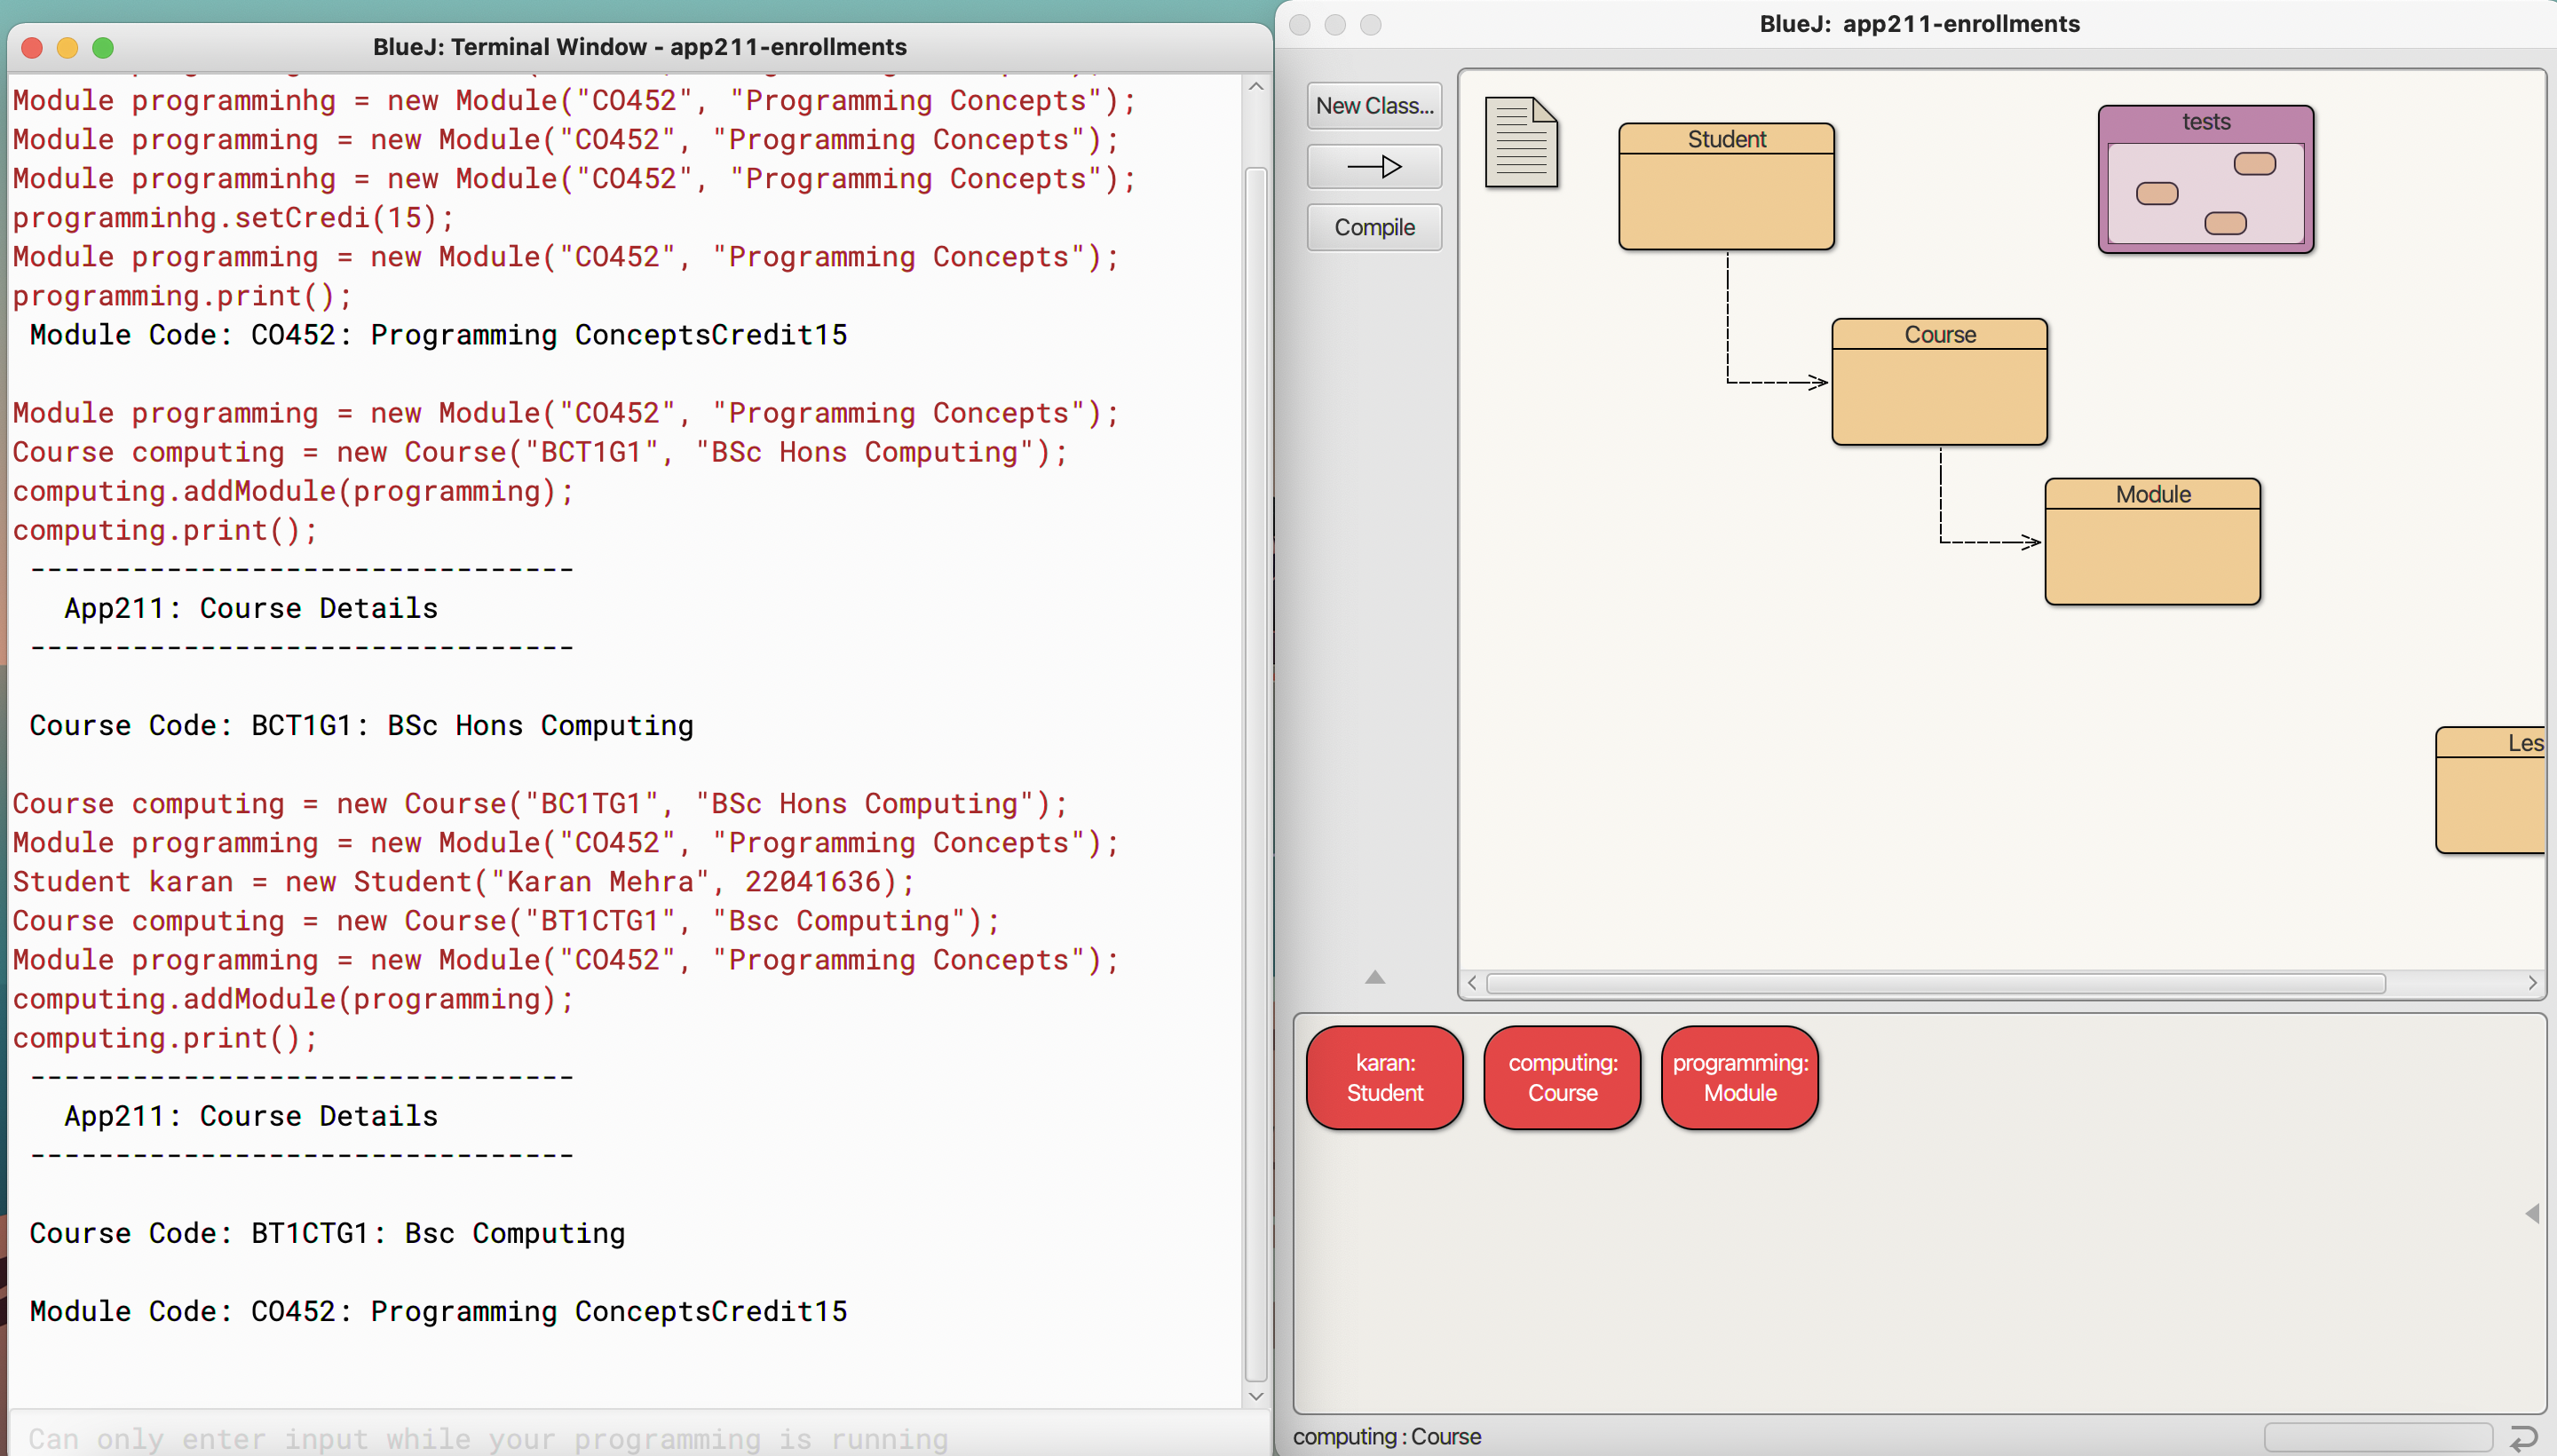 BlueJ: Terminal Window - app211-enrollments
Module programminhg = new Module("CO452", "Programming Concepts");
Module programming = new Module("CO452", "Programming Concepts");
Module programminhg = new Module("CO452", "Programming Concepts");
programminhg.setCredi(15);
Module programming = new Module("CO452", "Programming Concepts");
programming.print();
Module Code: CO452: Programming ConceptsCredit15
Module programming = new Module("CO452", "Programming Concepts");
Course computing = new Course("BCT1G1", "BSc Hons Computing");
computing.addModule(programming);
computing.print();
--------------------------------
App211: Course Details
--------------------------------
Course Code: BCT1G1: BSc Hons Computing
Course computing = new Course("BC1TG1", "BSc Hons Computing");
Module programming = new Module("CO452", "Programming Concepts");
Student karan = new Student("Karan Mehra", 22041636);
Course computing = new Course("BT1CTG1", "Bsc Computing");
Module programming = new Module("CO452", "Programming Concepts");
computing.addModule(programming);
computing.print();
--------------------------------
App211: Course Details
--------------------------------
Course Code: BT1CTG1: Bsc Computing
Module Code: CO452: Programming ConceptsCredit15
Can only enter input while your programming is running
BlueJ: app211-enrollments
New Class...
Compile
Student
tests
Course
Module
Les
karan:
Student
computing:
Course
programming:
Module
computing : Course